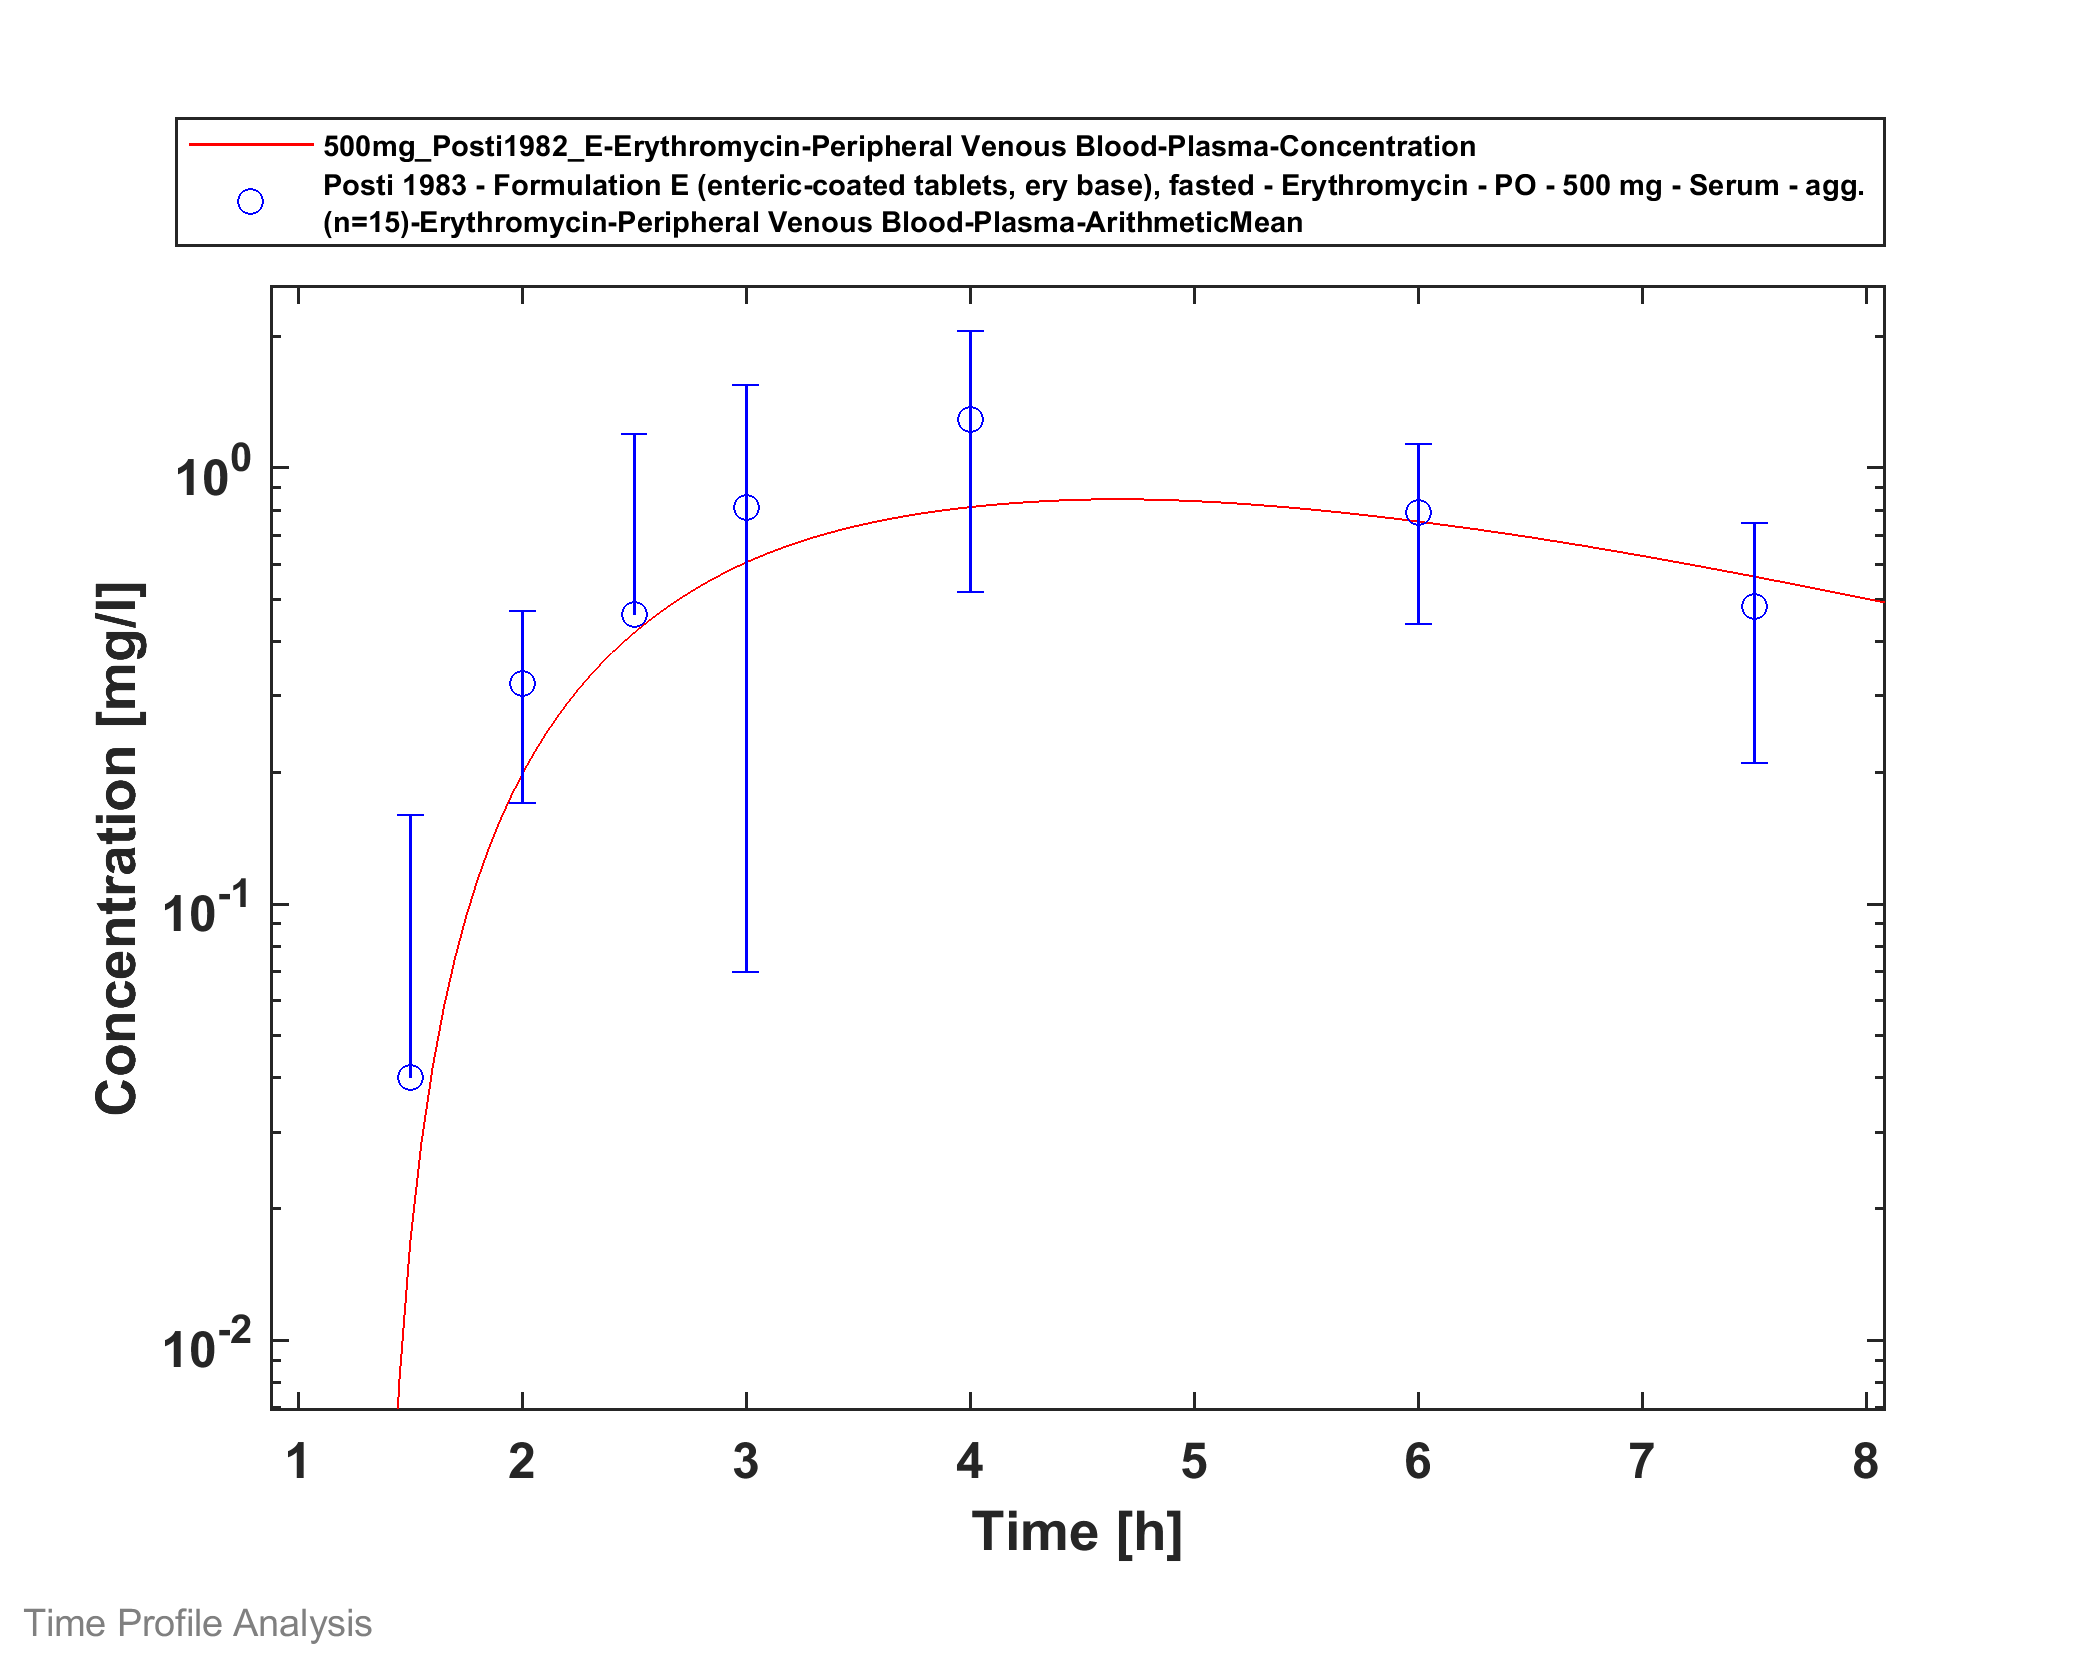 500mg_Posti1982_E-Erythromycin-Peripheral Venous Blood-Plasma-Concentration
Posti 1983 - Formulation E (enteric-coated tablets, ery base), fasted - Erythromycin - PO - 500 mg - Serum - agg.
(n=15)-Erythromycin-Peripheral Venous Blood-Plasma-ArithmeticMean
Concentration [mg/l]
10^0
10^-1
10^-2
1 2 3 4 5 6 7 8
Time [h]
Time Profile Analysis